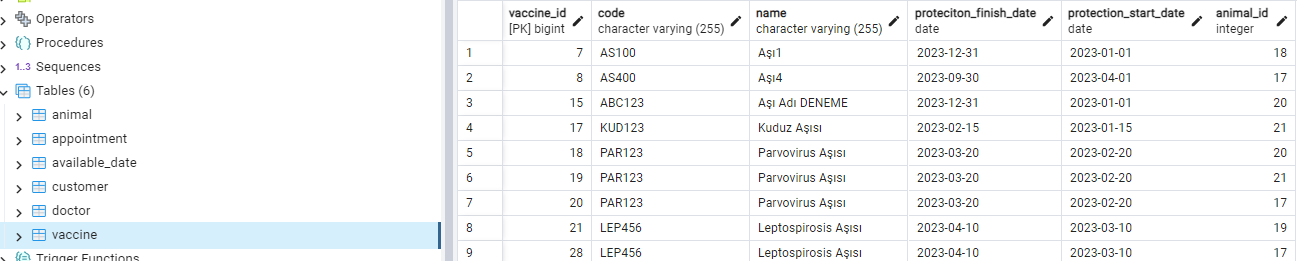 Operators
Procedures
1..3 Sequences
Tables (6)
animal
appointment
available_date
customer
doctor
vaccine
Trigger Functions
vaccine_id code name proteciton_finish_date protection_start_date animal_id
[PK] bigint character varying (255) character varying (255) date date integer
1 7 AS100 Aşı1 2023-12-31 2023-01-01 18
2 8 AS400 Aşı4 2023-09-30 2023-04-01 17
3 15 ABC123 Aşı Adı DENEME 2023-12-31 2023-01-01 20
4 17 KUD123 Kuduz Aşısı 2023-02-15 2023-01-15 21
5 18 PAR123 Parvovirus Aşısı 2023-03-20 2023-02-20 20
6 19 PAR123 Parvovirus Aşısı 2023-03-20 2023-02-20 21
7 20 PAR123 Parvovirus Aşısı 2023-03-20 2023-02-20 17
8 21 LEP456 Leptospirosis Aşısı 2023-04-10 2023-03-10 19
9 28 LEP456 Leptospirosis Aşısı 2023-04-10 2023-03-10 17